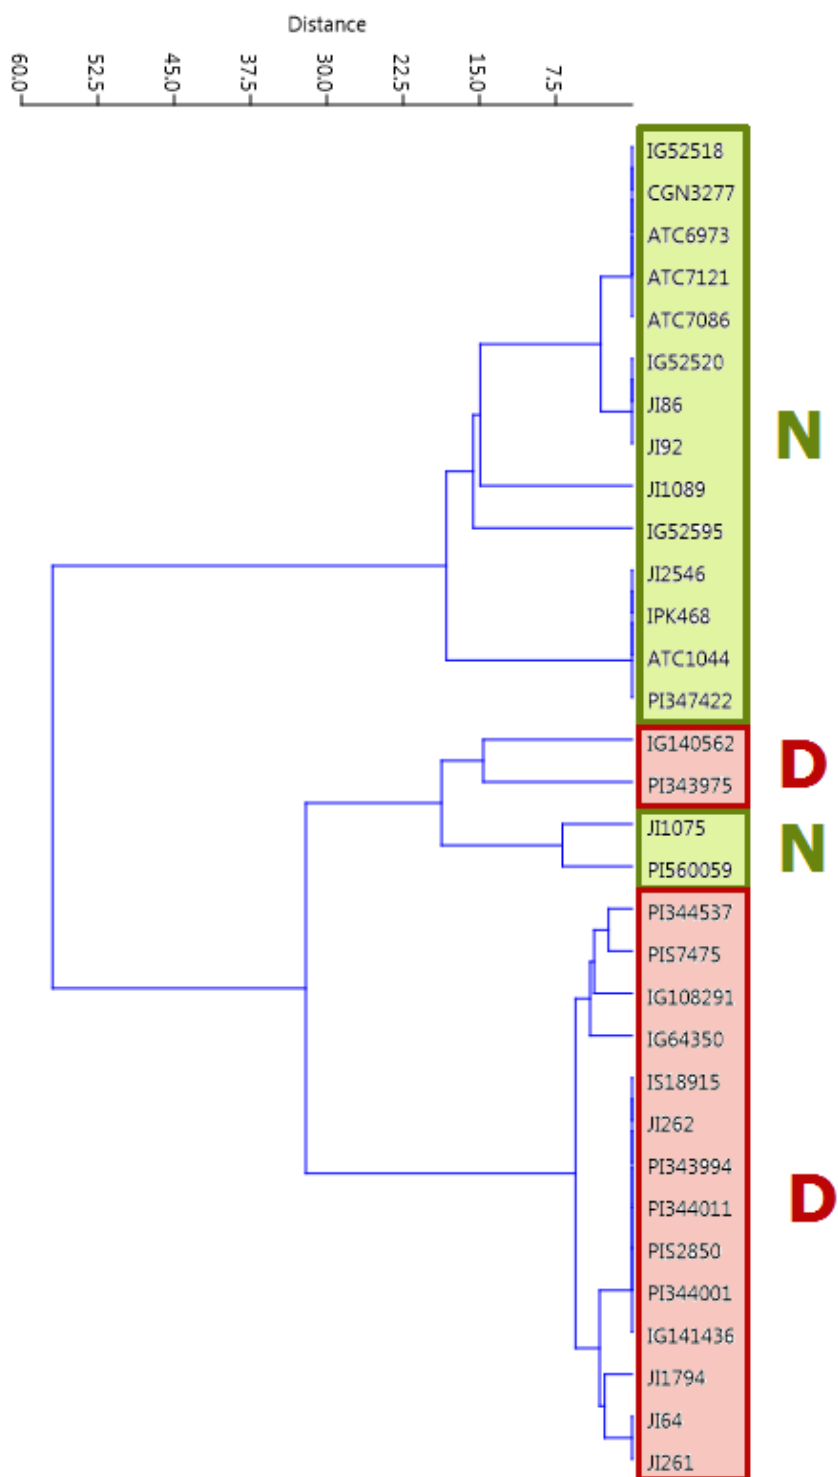 Distance
60.0 52.5 45.0 37.5 30.0 22.5 15.0 7.5
IG52518
CGN3277
ATC6973
ATC7121
ATC7086
IG52520
JI86
N
JI92
JI1089
IG52595
JI2546
IPK468
ATC1044
PI347422
IG140562
D
PI343975
JI1075
N
PI560059
PI344537
PIS7475
IG108291
IG64350
IS18915
JI262
PI343994
D
PI344011
PIS2850
PI344001
IG141436
JI1794
JI64
JI261